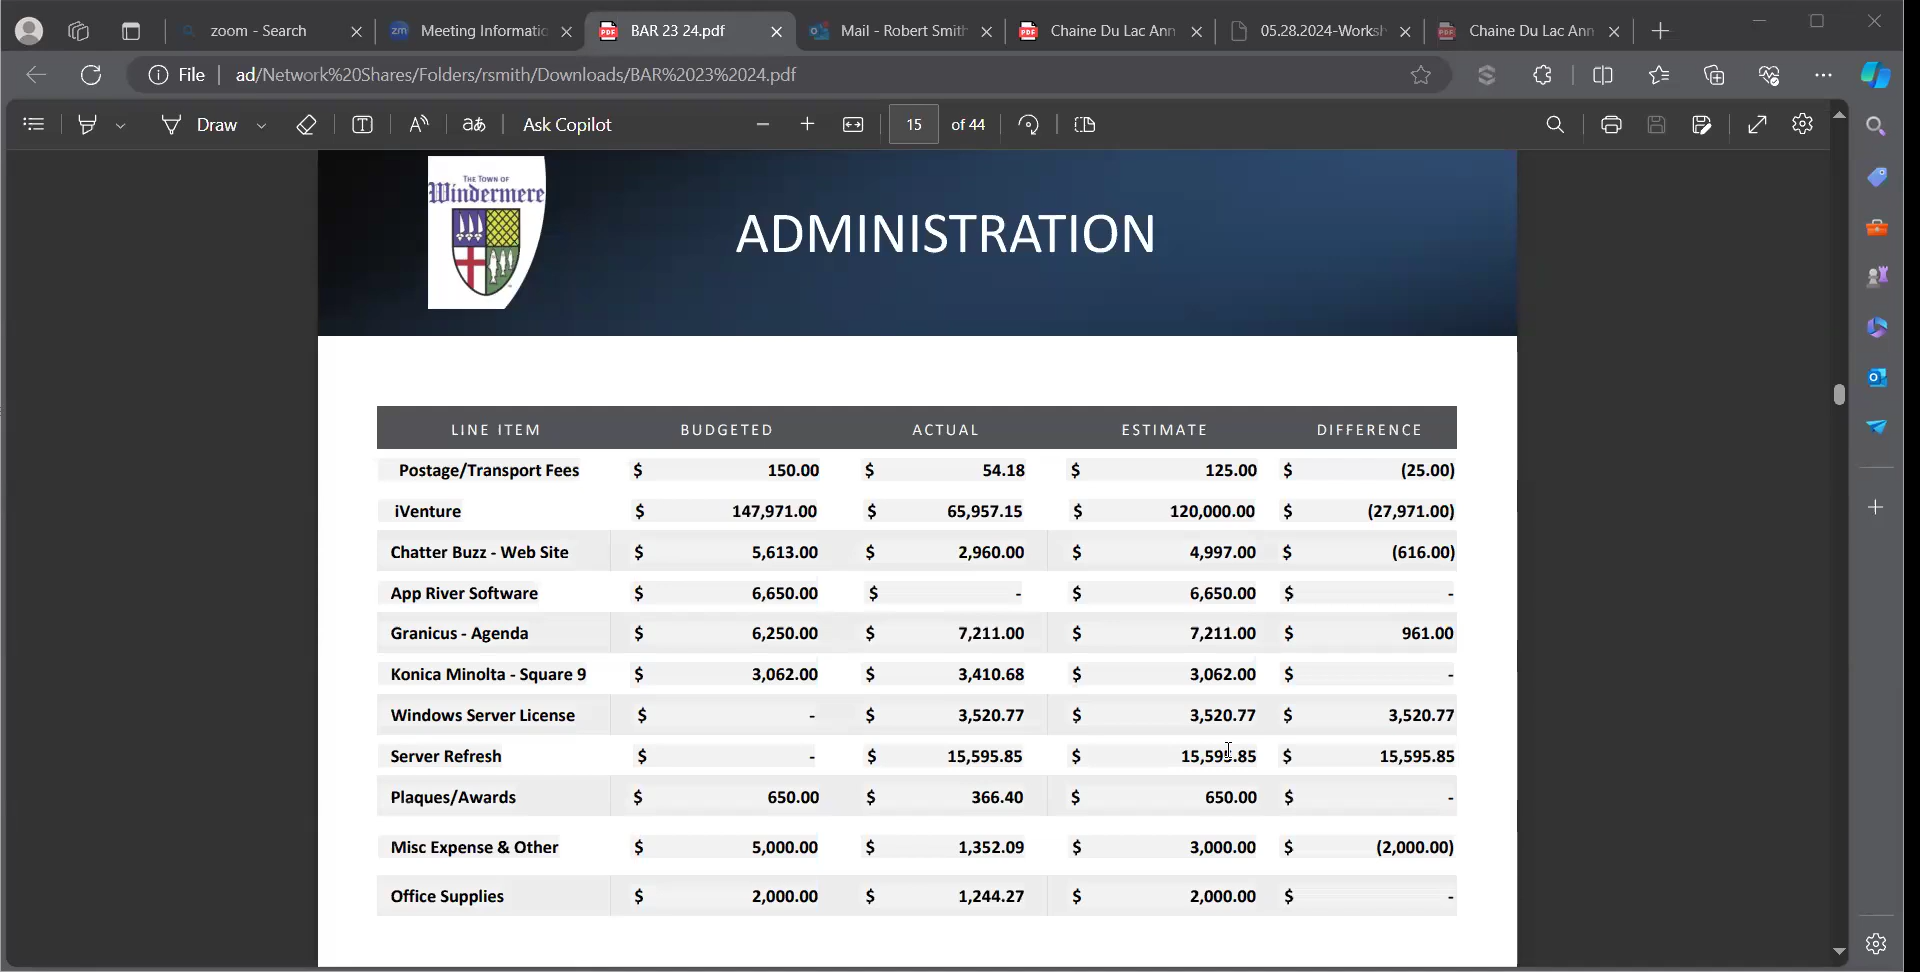 zoom - Search
Meeting Informatic
BAR 23 24.pdf
Mail - Robert Smith
Chaine Du Lac Ann
05.28.2024-Worksh
Chaine Du Lac Ann
File
ad/Network%20Shares/Folders/rsmith/Downloads/BAR%2023%2024.pdf
Draw
Ask Copilot
15 of 44
THE TOWN OF
Windermere
ADMINISTRATION
LINE ITEM BUDGETED ACTUAL ESTIMATE DIFFERENCE
Postage/Transport Fees $ 150.00 $ 54.18 $ 125.00 $ (25.00)
iVenture $ 147,971.00 $ 65,957.15 $ 120,000.00 $ (27,971.00)
Chatter Buzz - Web Site $ 5,613.00 $ 2,960.00 $ 4,997.00 $ (616.00)
App River Software $ 6,650.00 $ - $ 6,650.00 $ -
Granicus - Agenda $ 6,250.00 $ 7,211.00 $ 7,211.00 $ 961.00
Konica Minolta - Square 9 $ 3,062.00 $ 3,410.68 $ 3,062.00 $ -
Windows Server License $ - $ 3,520.77 $ 3,520.77 $ 3,520.77
Server Refresh $ - $ 15,595.85 $ 15,595.85 $ 15,595.85
Plaques/Awards $ 650.00 $ 366.40 $ 650.00 $ -
Misc Expense & Other $ 5,000.00 $ 1,352.09 $ 3,000.00 $ (2,000.00)
Office Supplies $ 2,000.00 $ 1,244.27 $ 2,000.00 $ -